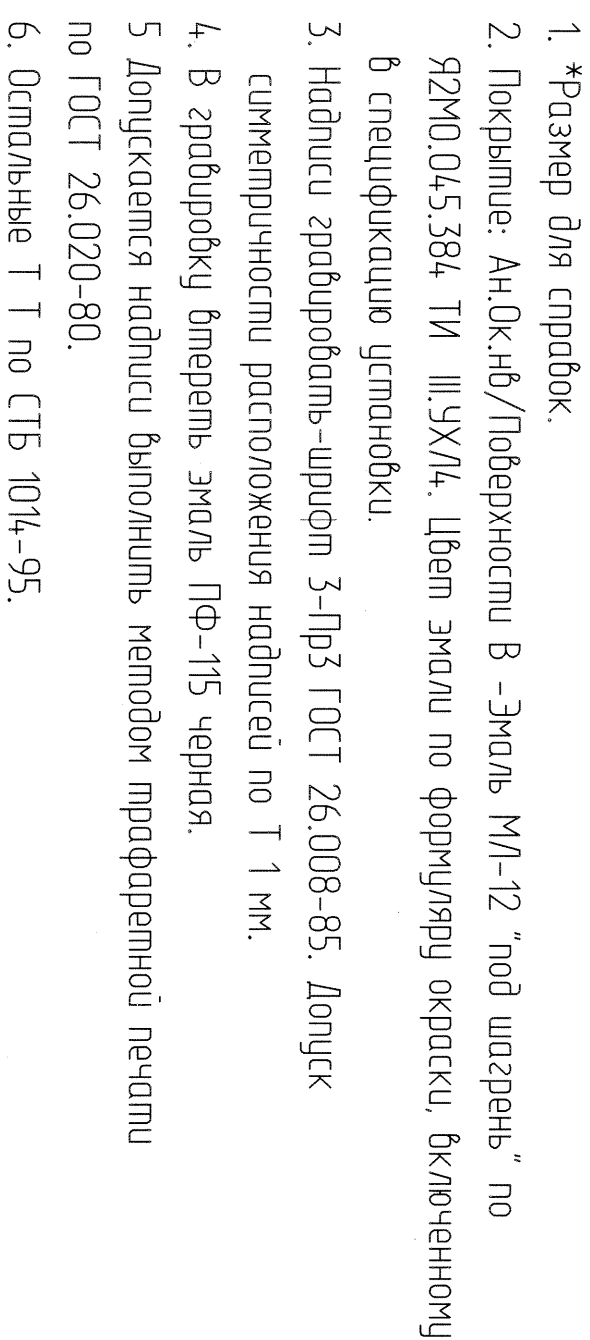 1. *Размер для справок.
2. Покрытие: Ан.Окс.нв/Поверхности В -Эмаль МЛ-12 "под шагрень" по
Я2М0.045.384 ТИ III.УХЛ4. Цвет эмали по формуляру окраски, включенному
в спецификацию установки.
3. Надписи гравировать-шрифт 3-Пр3 ГОСТ 26.008-85. Допуск
симметричности расположения надписей по Т 1 мм.
4. В гравировку втереть эмаль ПФ-115 черная.
5 Допускается надписи выполнить методом трафаретной печати
по ГОСТ 26.020-80.
6. Остальные Т Т по СТБ 1014-95.